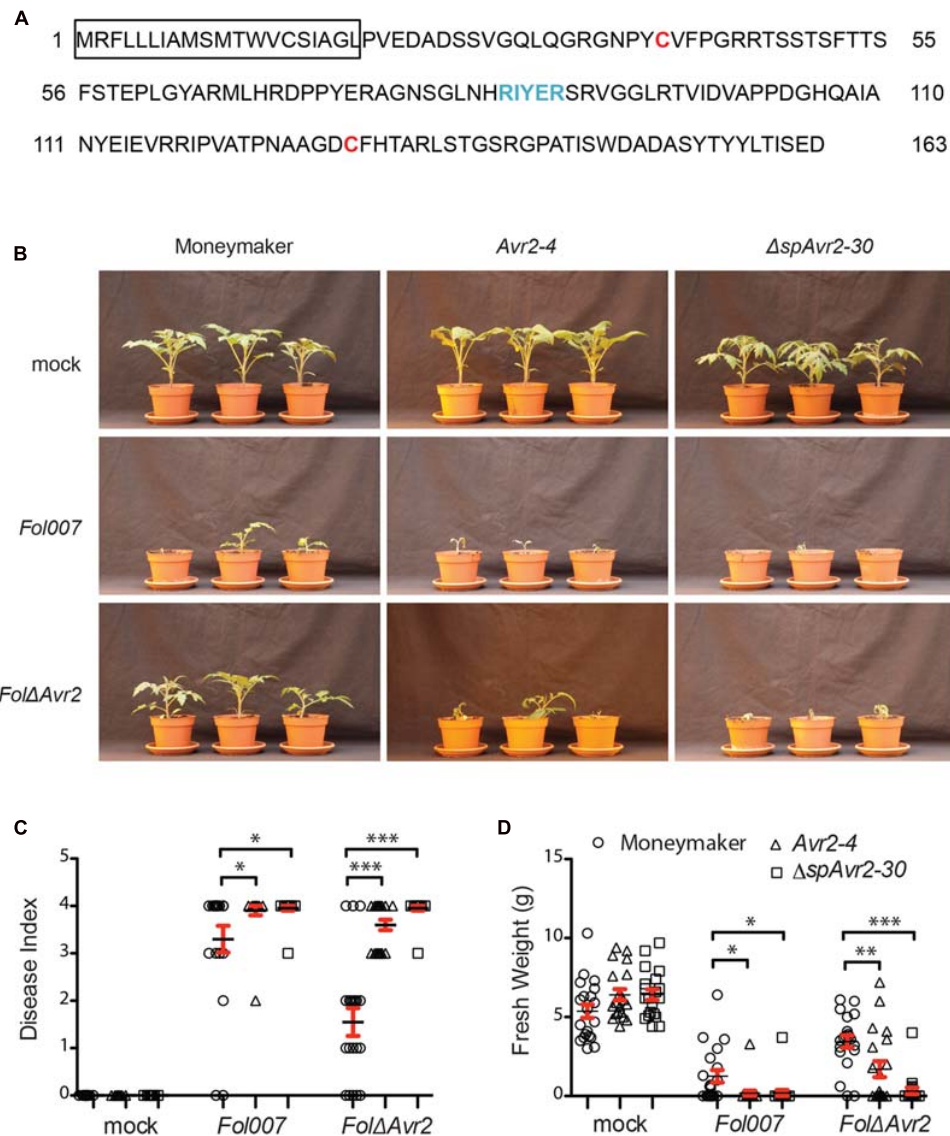 A
1 MRFLLLIAMSMTWVCSIAGLPVEDADSSVGQLQGRGNPYCVFPGRRTSSTSFTTS 55
56 FSTEPLGYARMLHRDPPYERAGNSGLNHRIYERSRVGGLRTVIDVAPPDGHQAIA 110
111 NYEIEVRRIPVATPNAAGDCFHTARLSTGSRGPATISWDADASYTYYLTISED 163
B
Moneymaker Avr2-4 ΔspAvr2-30
mock
Fol007
FolΔAvr2
C
Disease Index
5
4
3
2
1
0
* *
*** ***
mock Fol007 FolΔAvr2
D
Moneymaker Avr2-4
ΔspAvr2-30
Fresh Weight (g)
15
10
5
0
* *
*** **
mock Fol007 FolΔAvr2